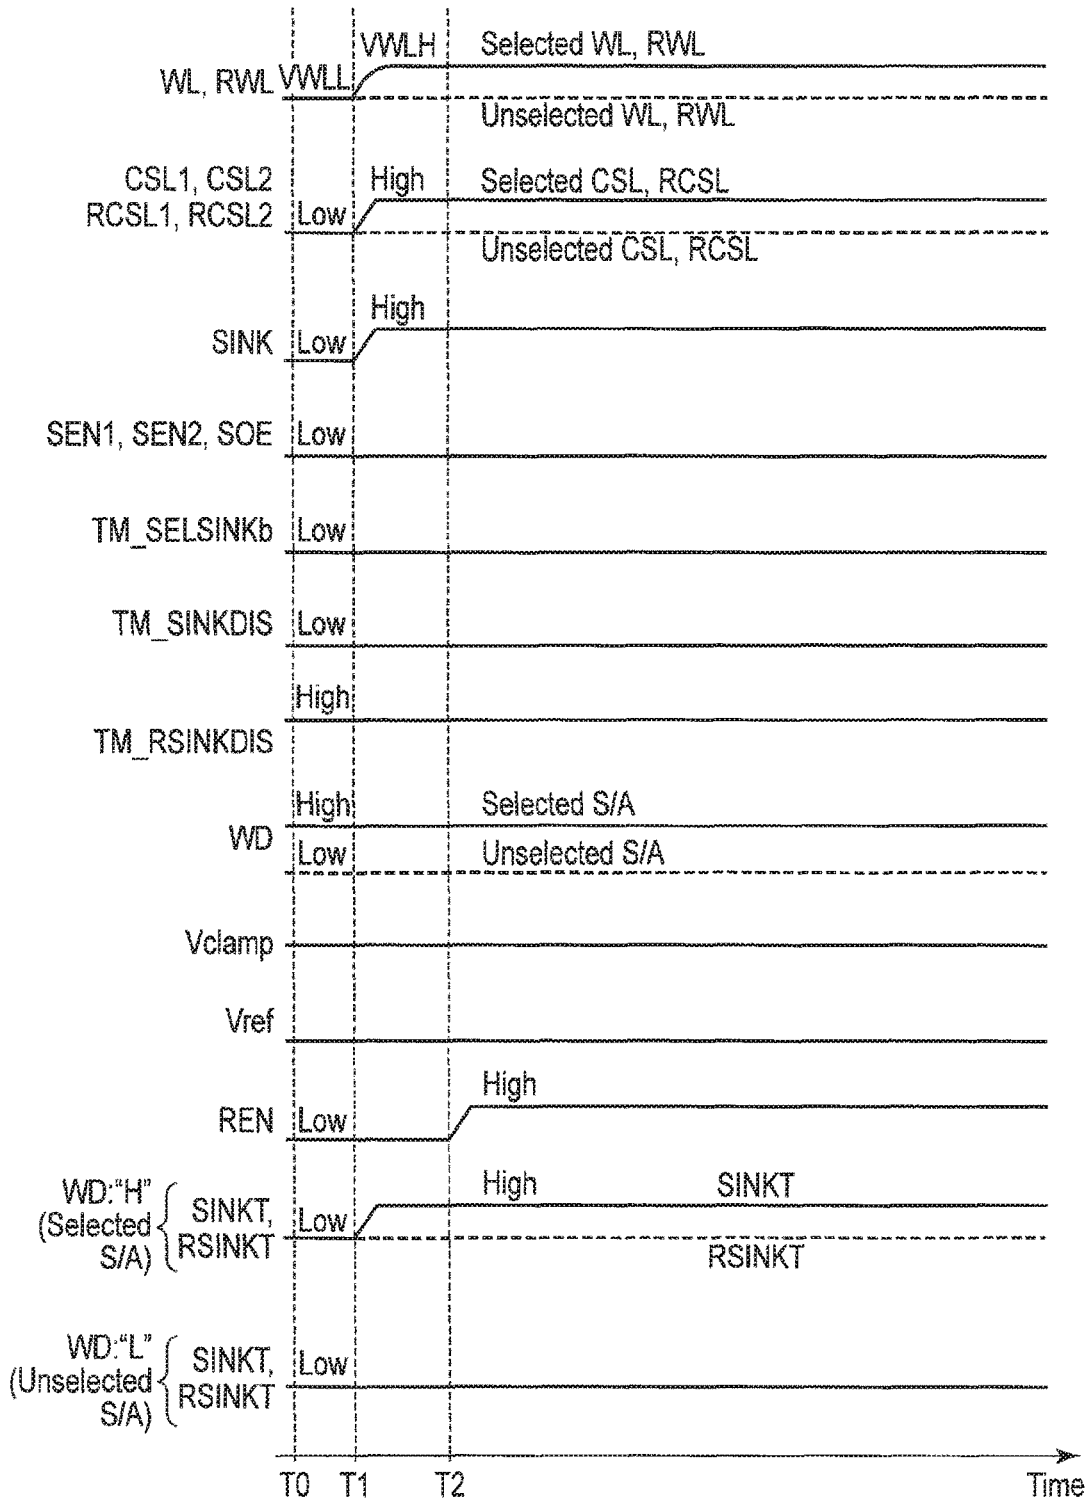 VWLH Selected WL, RWL
WL, RWL VWLL
Unselected WL, RWL
CSL1, CSL2 High Selected CSL, RCSL
RCSL1, RCSL2 Low
Unselected CSL, RCSL
High
SINK Low
SEN1, SEN2, SOE Low
TM_SELSINKb Low
TM_SINKDIS Low
High
TM_RSINKDIS
High Selected S/A
WD
Low Unselected S/A
Vclamp
Vref
High
REN Low
WD:"H" High SINKT
(Selected SINKT, Low
S/A) RSINKT RSINKT
WD:"L" SINKT, Low
(Unselected RSINKT
S/A)
T0 T1 T2 Time